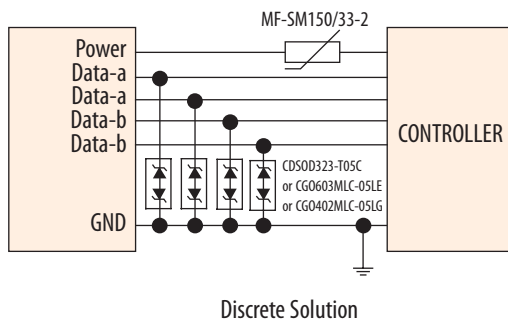 MF-SM150/33-2
Power
Data-a
Data-a
Data-b
Data-b
CONTROLLER
CDSOD323-T05C
or CG0603MLC-05LE
or CG0402MLC-05LG
GND
Discrete Solution